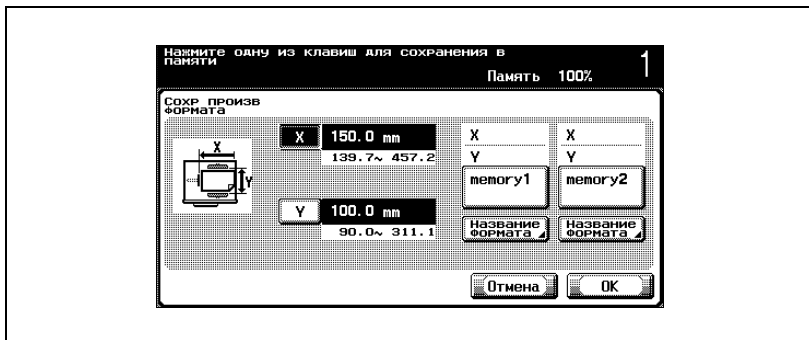 Нажмите одну из клавиш для сохранения в
памяти
Память 100% 1
Сохр произв
формата
X 150.0 mm X X
139.7~ 457.2 Y Y
X
Y
memory1 memory2
Y 100.0 mm
90.0~ 311.1
Название Название
формата формата
Отмена OK